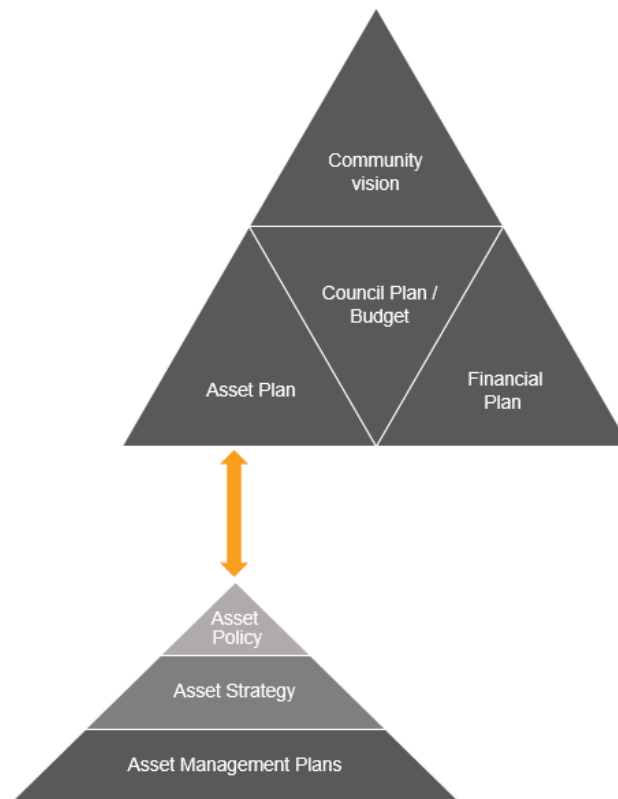 Community
vision
Council Plan /
Budget
Asset Plan
Financial
Plan
Asset
Policy
Asset Strategy
Asset Management Plans